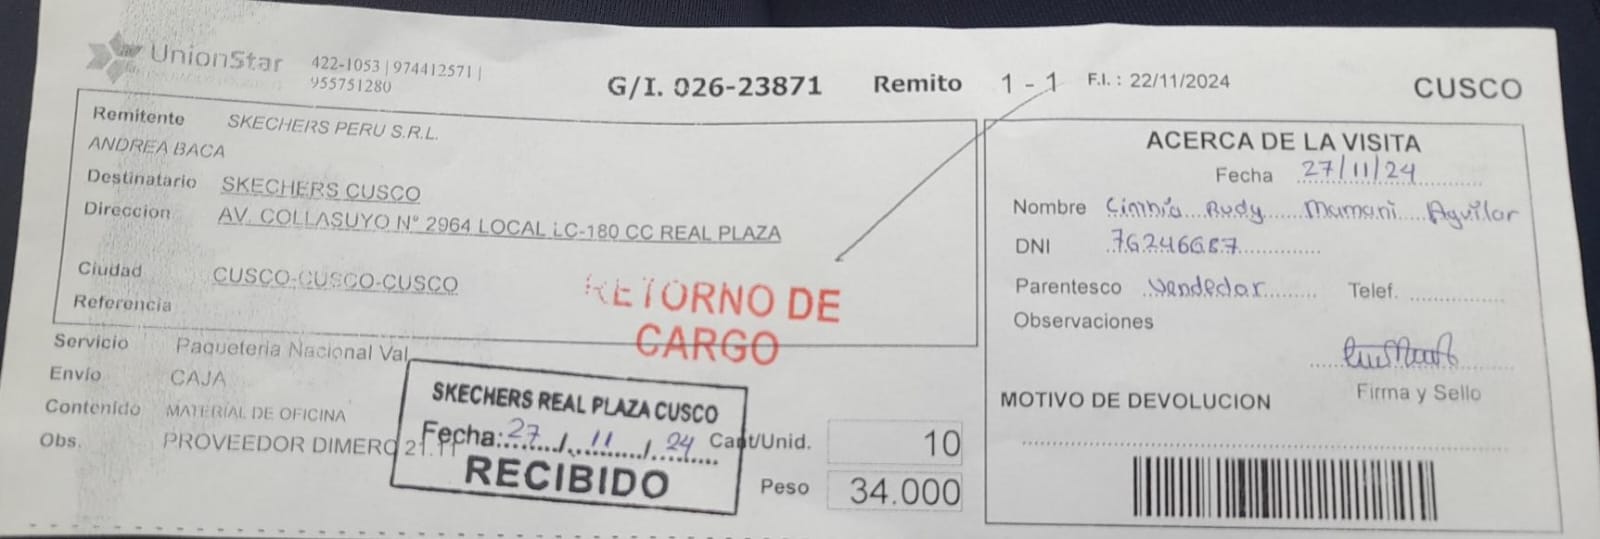 UnionStar
422-1053 | 974412571 |
955751280
G/I. 026-23871 Remito 1 - 1 F.I. : 22/11/2024 CUSCO
Remitente SKECHERS PERU S.R.L.
ANDREA BACA
Destinatario SKECHERS CUSCO
Direccion AV. COLLASUYO N° 2964 LOCAL LC-180 CC REAL PLAZA
Ciudad CUSCO-CUSCO-CUSCO
Referencia
RETORNO DE
CARGO
Servicio Paqueteria Nacional Val
Envío CAJA
Contenido MATERIAL DE OFICINA
Obs. PROVEEDOR DIMERO 21.11
SKECHERS REAL PLAZA CUSCO
Fecha: 27 / 11 / 24
RECIBIDO
Cant/Unid. 10
Peso 34.000
ACERCA DE LA VISITA
Fecha 27/11/24
Nombre Rudy Mamani Aguilar
DNI 76246687
Parentesco Vendedor Telef.
Observaciones
Firma y Sello
MOTIVO DE DEVOLUCION